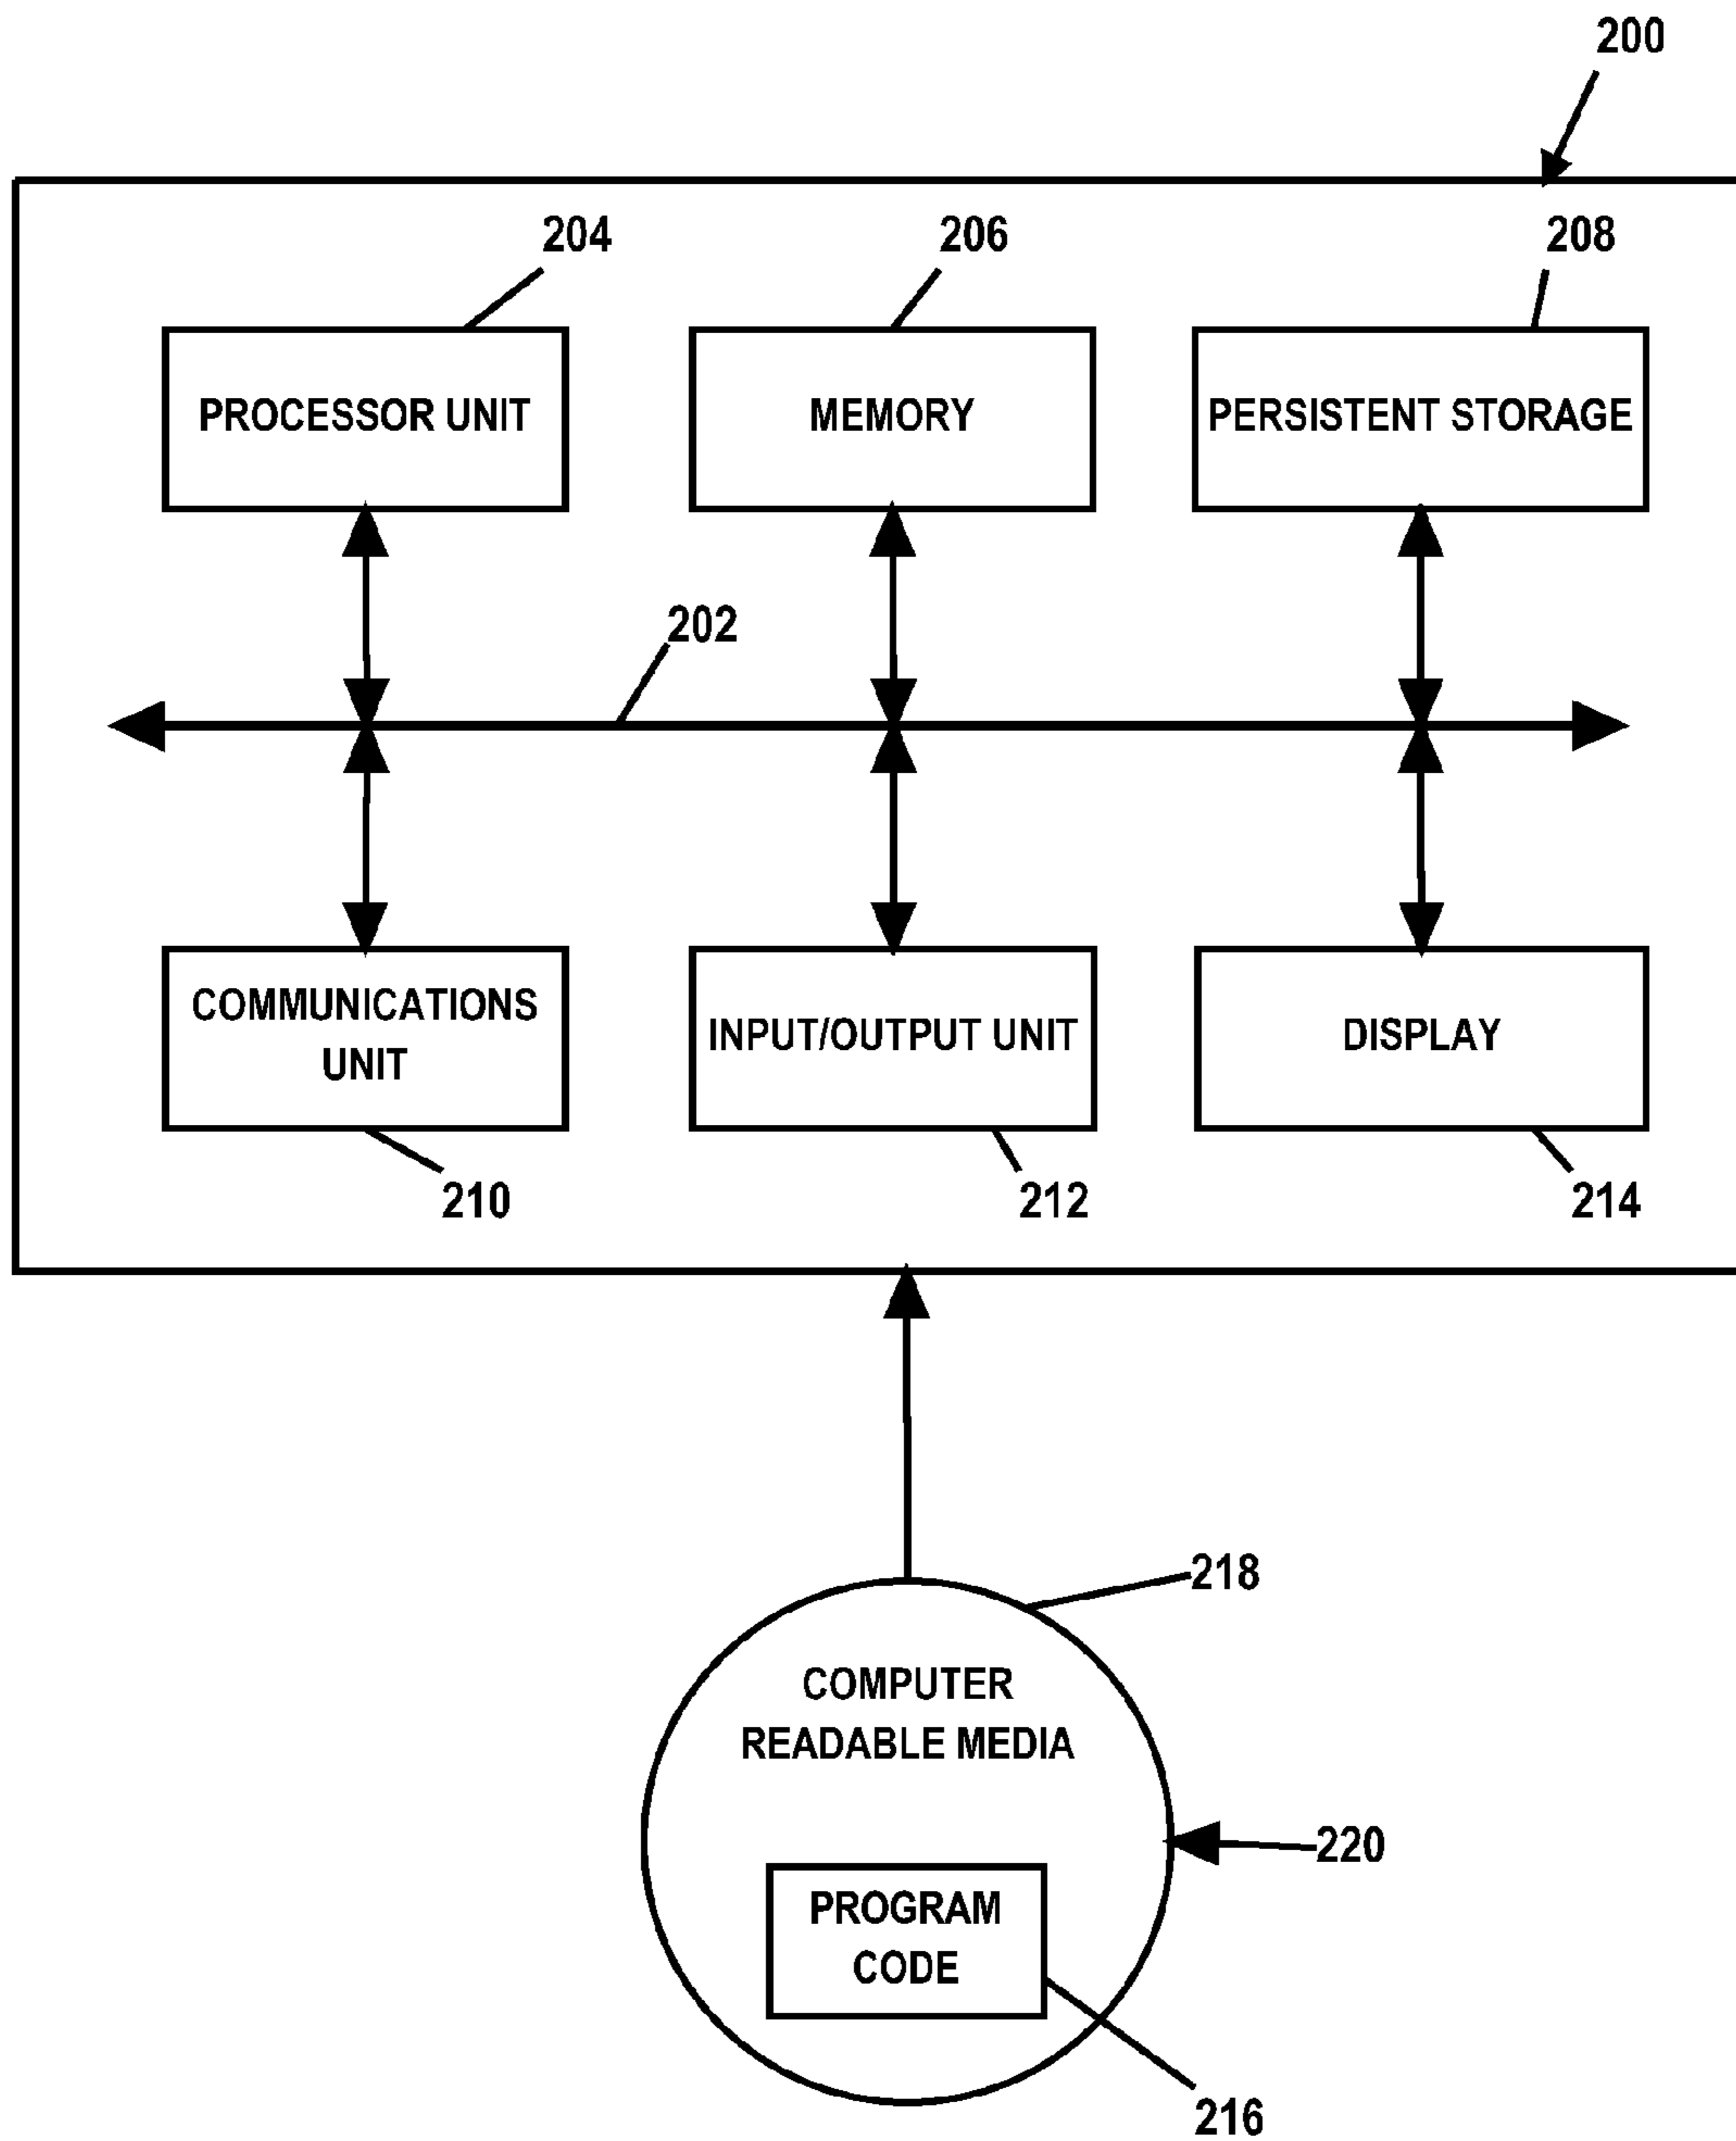 200
204
206
208
PROCESSOR UNIT
MEMORY
PERSISTENT STORAGE
202
COMMUNICATIONS
UNIT
INPUT/OUTPUT UNIT
DISPLAY
210
212
214
218
COMPUTER
READABLE MEDIA
220
PROGRAM
CODE
216